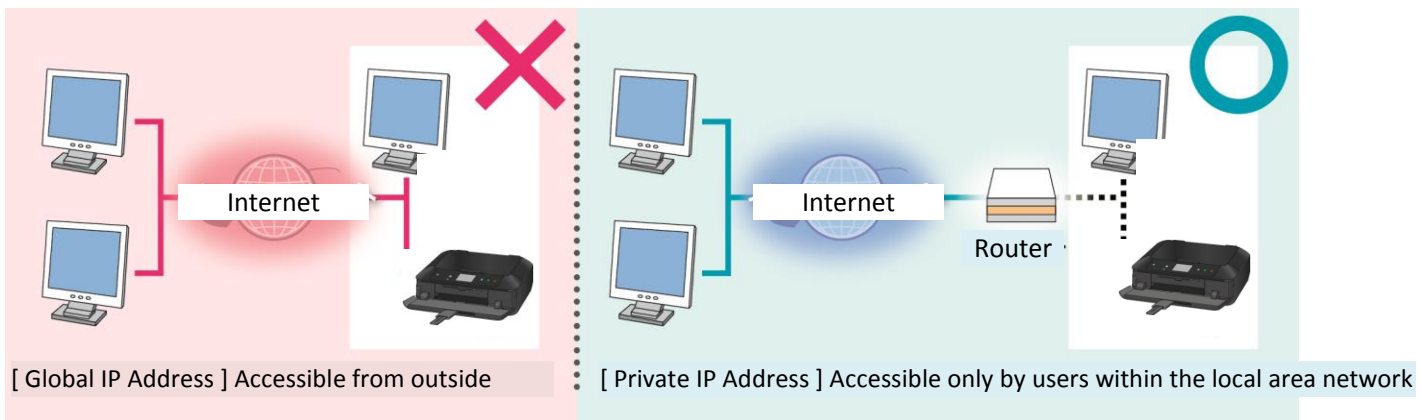 Internet
[ Global IP Address ] Accessible from outside
Internet
Router
[ Private IP Address ] Accessible only by users within the local area network